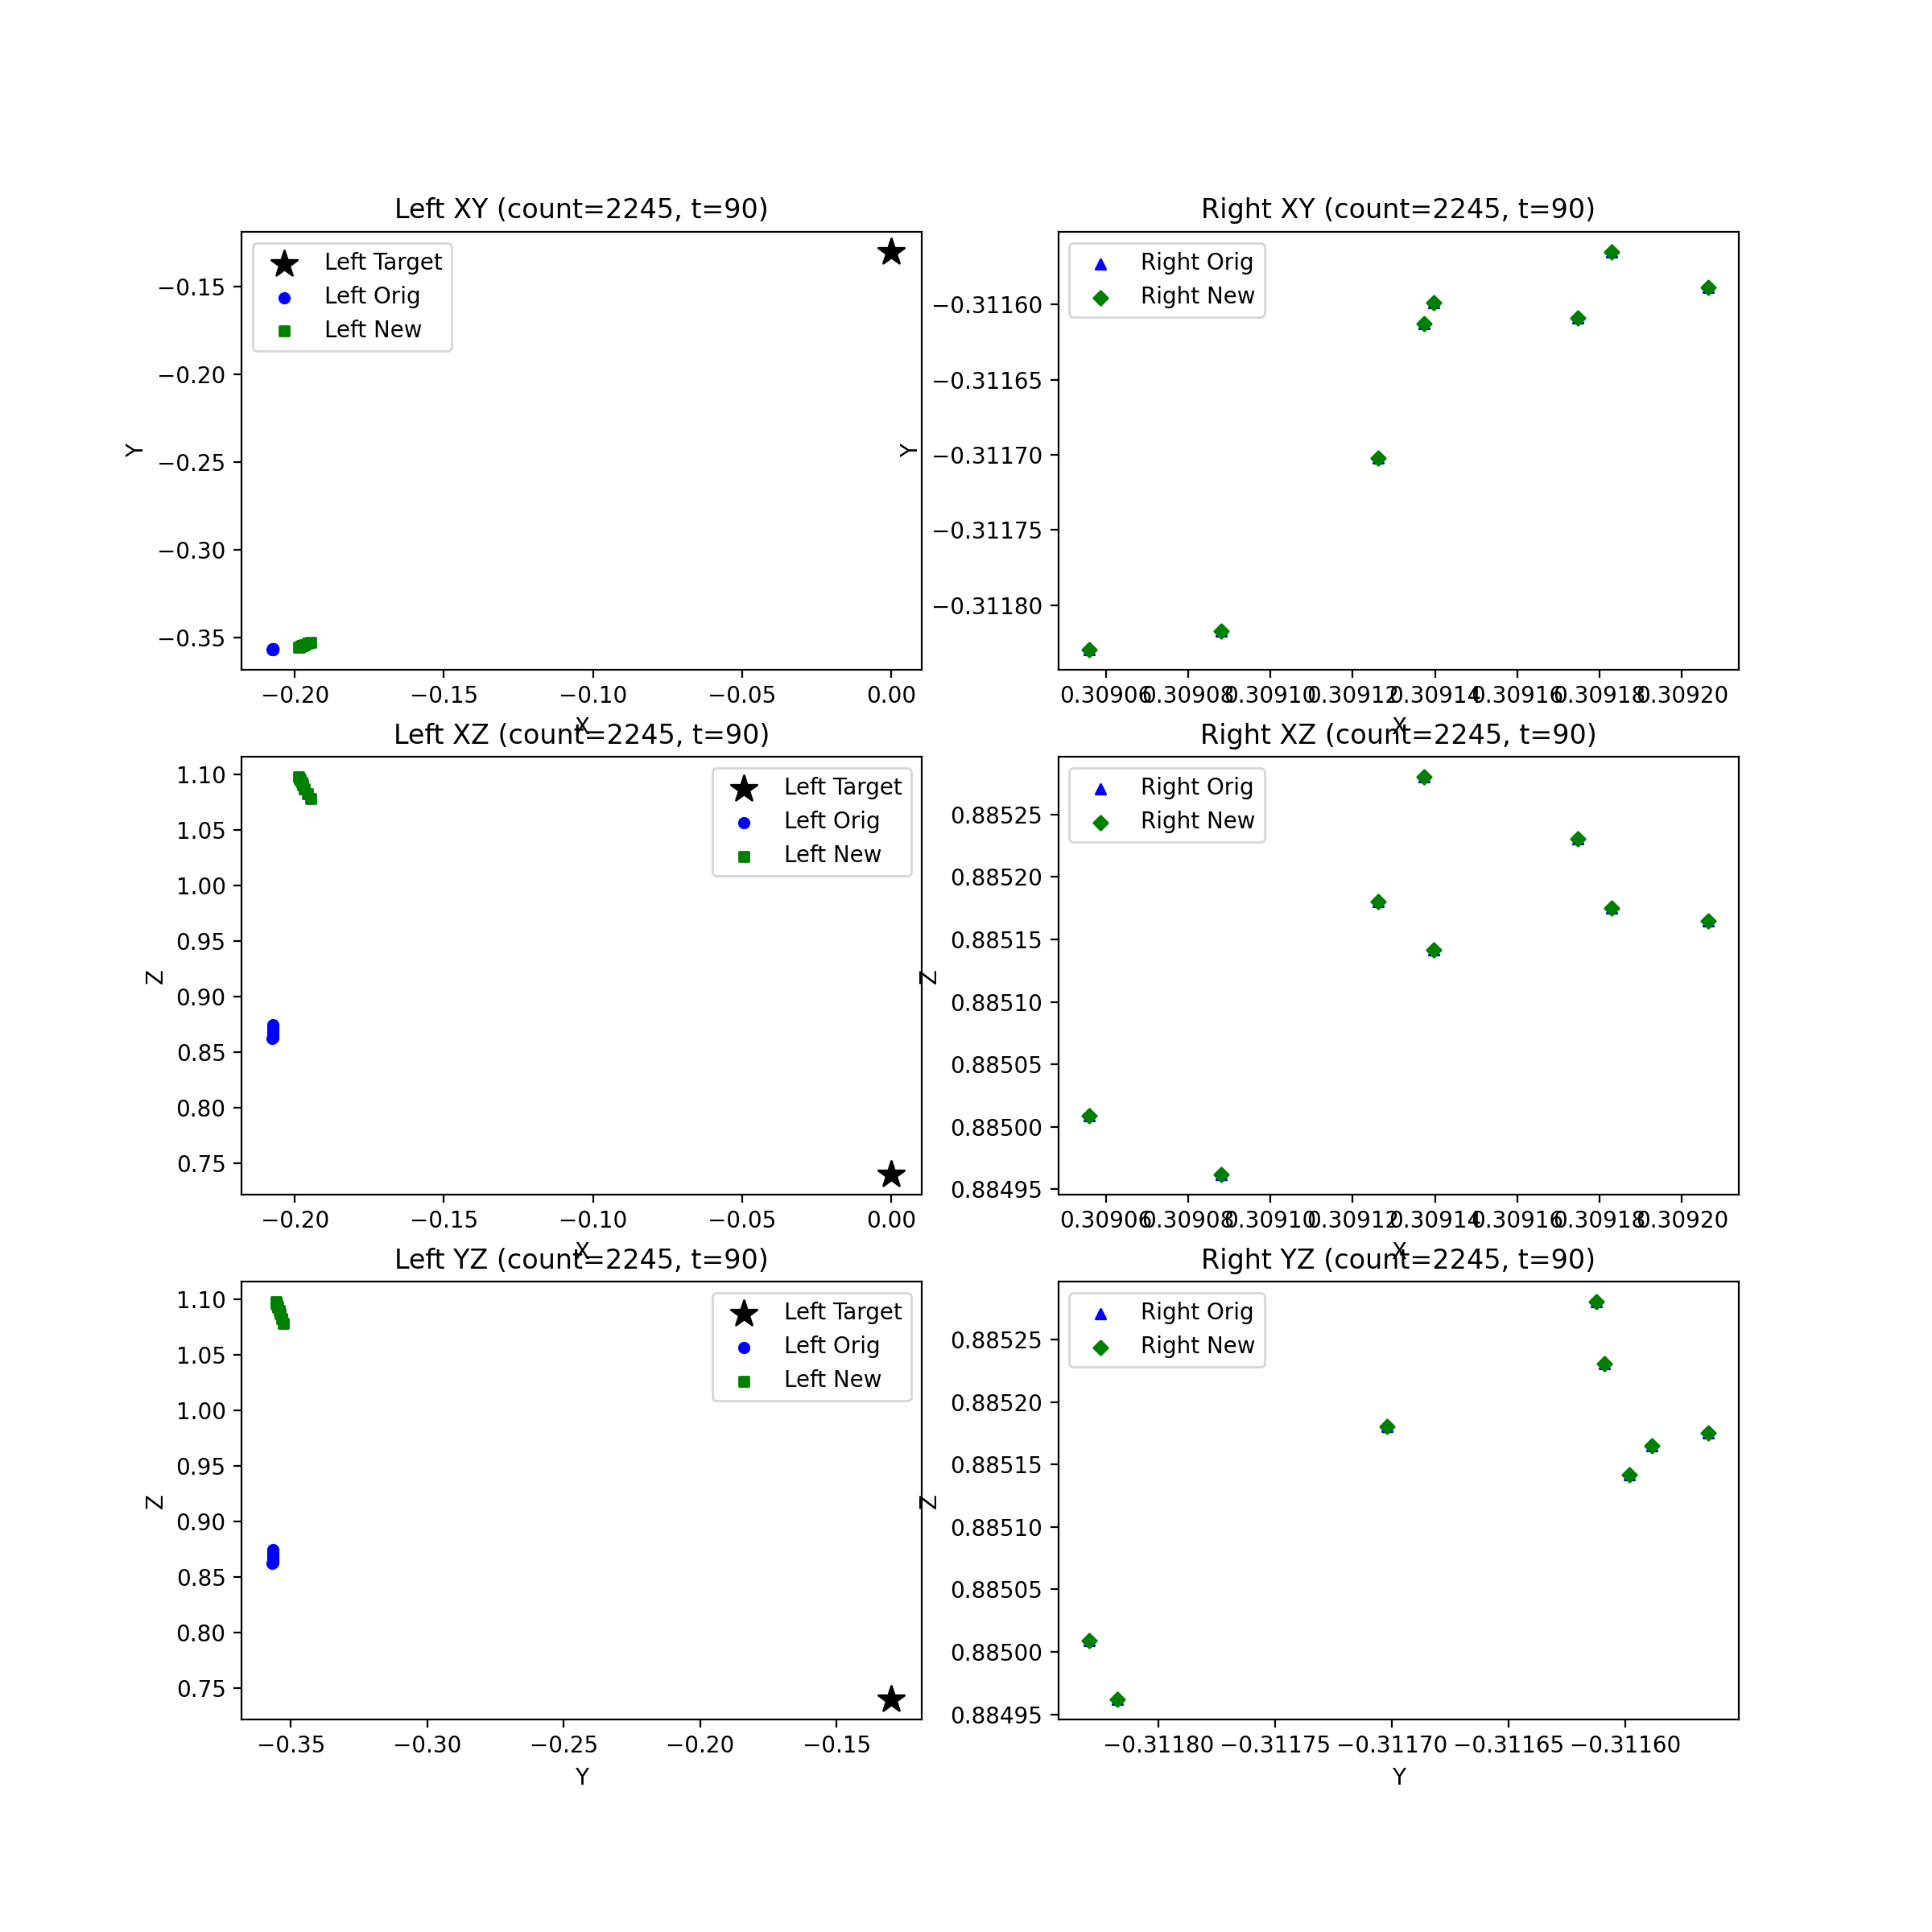 Left XY (count=2245, t=90)
Left Target
Left Orig
Left New
−0.15
−0.20
−0.25
−0.30
−0.35
Y
−0.20
−0.15
−0.10
−0.05
0.00
X
Right XY (count=2245, t=90)
Right Orig
Right New
−0.31160
−0.31165
−0.31170
−0.31175
−0.31180
Y
0.30906
0.30908
0.30910
0.30912
0.30914
0.30916
0.30918
0.30920
X
Left XZ (count=2245, t=90)
Left Target
Left Orig
Left New
1.10
1.05
1.00
0.95
0.90
0.85
0.80
0.75
Z
−0.20
−0.15
−0.10
−0.05
0.00
X
Right XZ (count=2245, t=90)
Right Orig
Right New
0.88525
0.88520
0.88515
0.88510
0.88505
0.88500
0.88495
Z
0.30906
0.30908
0.30910
0.30912
0.30914
0.30916
0.30918
0.30920
X
Left YZ (count=2245, t=90)
Left Target
Left Orig
Left New
1.10
1.05
1.00
0.95
0.90
0.85
0.80
0.75
Z
−0.35
−0.30
−0.25
−0.20
−0.15
Y
Right YZ (count=2245, t=90)
Right Orig
Right New
0.88525
0.88520
0.88515
0.88510
0.88505
0.88500
0.88495
Z
−0.31180
−0.31175
−0.31170
−0.31165
−0.31160
Y